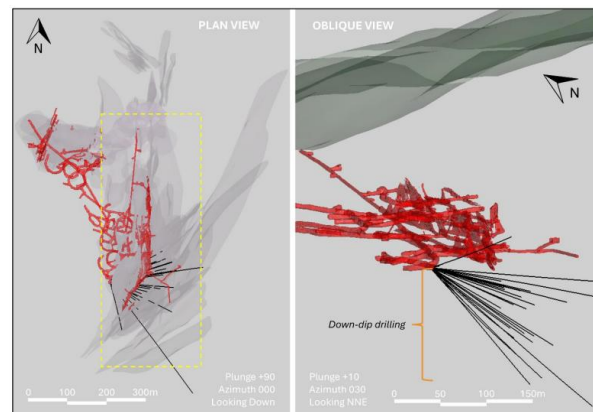 PLAN VIEW
N
Plunge +90
Azimuth 000
Looking Down
0 100 200 300m
OBLIQUE VIEW
N
Down-dip drilling
Plunge +10
Azimuth 030
Looking NNE
0 50 100 150m